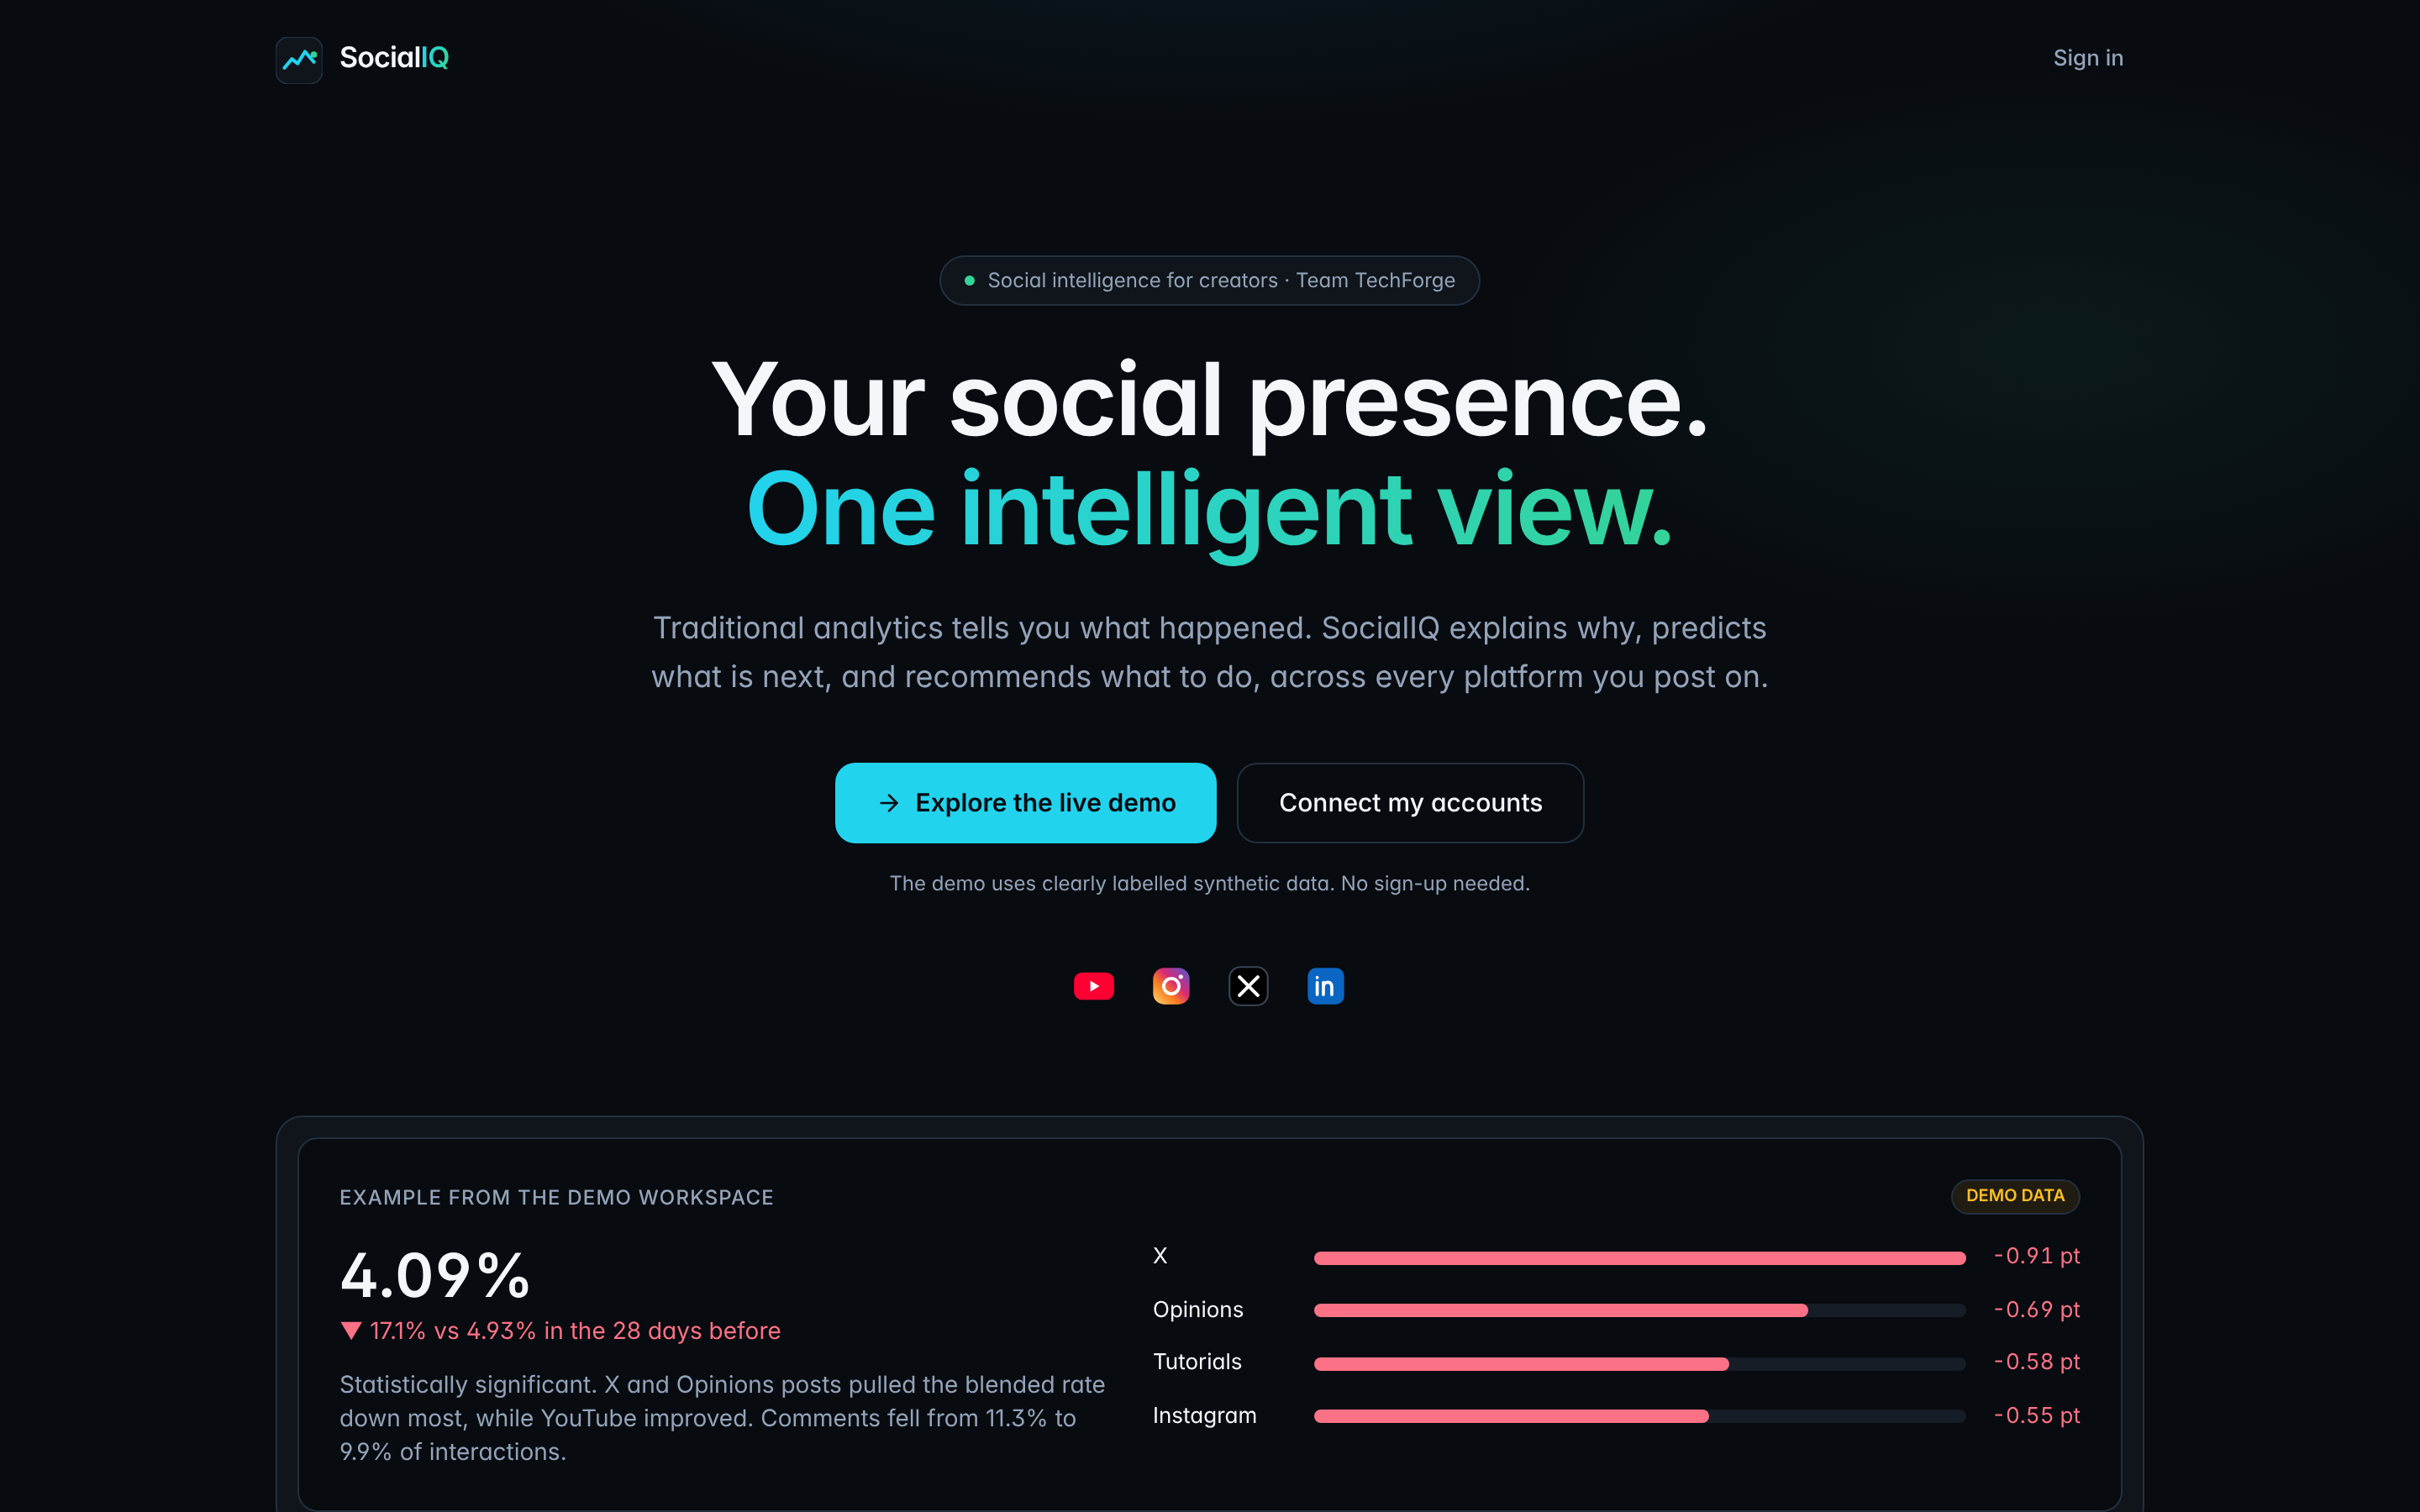 SocialIQ
Sign in
Social intelligence for creators · Team TechForge
Your social presence.
One intelligent view.
Traditional analytics tells you what happened. SocialIQ explains why, predicts
what is next, and recommends what to do, across every platform you post on.
→ Explore the live demo
Connect my accounts
The demo uses clearly labelled synthetic data. No sign-up needed.
in
EXAMPLE FROM THE DEMO WORKSPACE
DEMO DATA
4.09%
▼ 17.1% vs 4.93% in the 28 days before
Statistically significant. X and Opinions posts pulled the blended rate
down most, while YouTube improved. Comments fell from 11.3% to
9.9% of interactions.
X -0.91 pt
Opinions -0.69 pt
Tutorials -0.58 pt
Instagram -0.55 pt